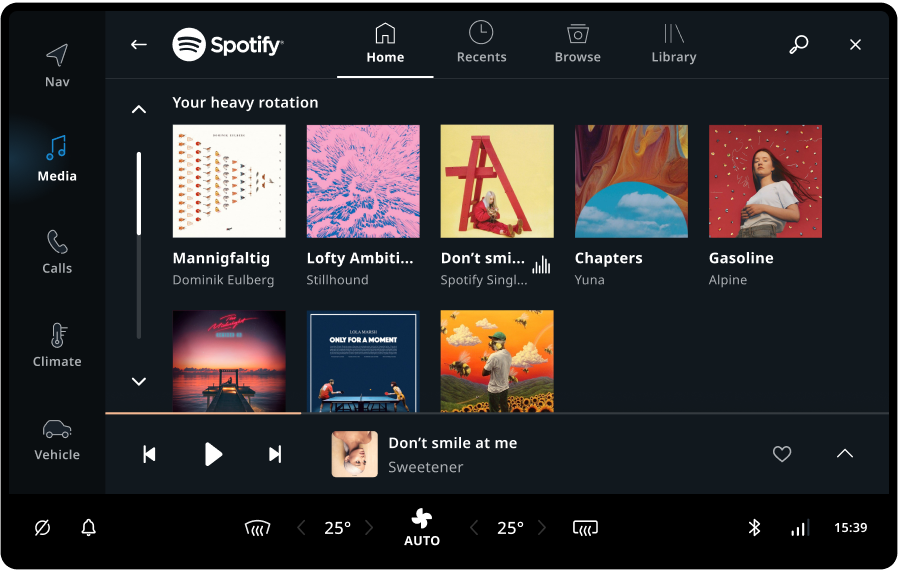 Spotify
Home
Recents
Browse
Library
Nav
Media
Calls
Climate
Vehicle
Your heavy rotation
DOMINIK EULBERG
Mannigfaltig
Dominik Eulberg
Lofty Ambiti...
Stillhound
Don't smi...
Spotify Singl...
Chapters
Yuna
Gasoline
Alpine
The Midnight
LOLA MARSH
ONLY FOR A MOMENT
Don't smile at me
Sweetener
25°
AUTO
25°
15:39